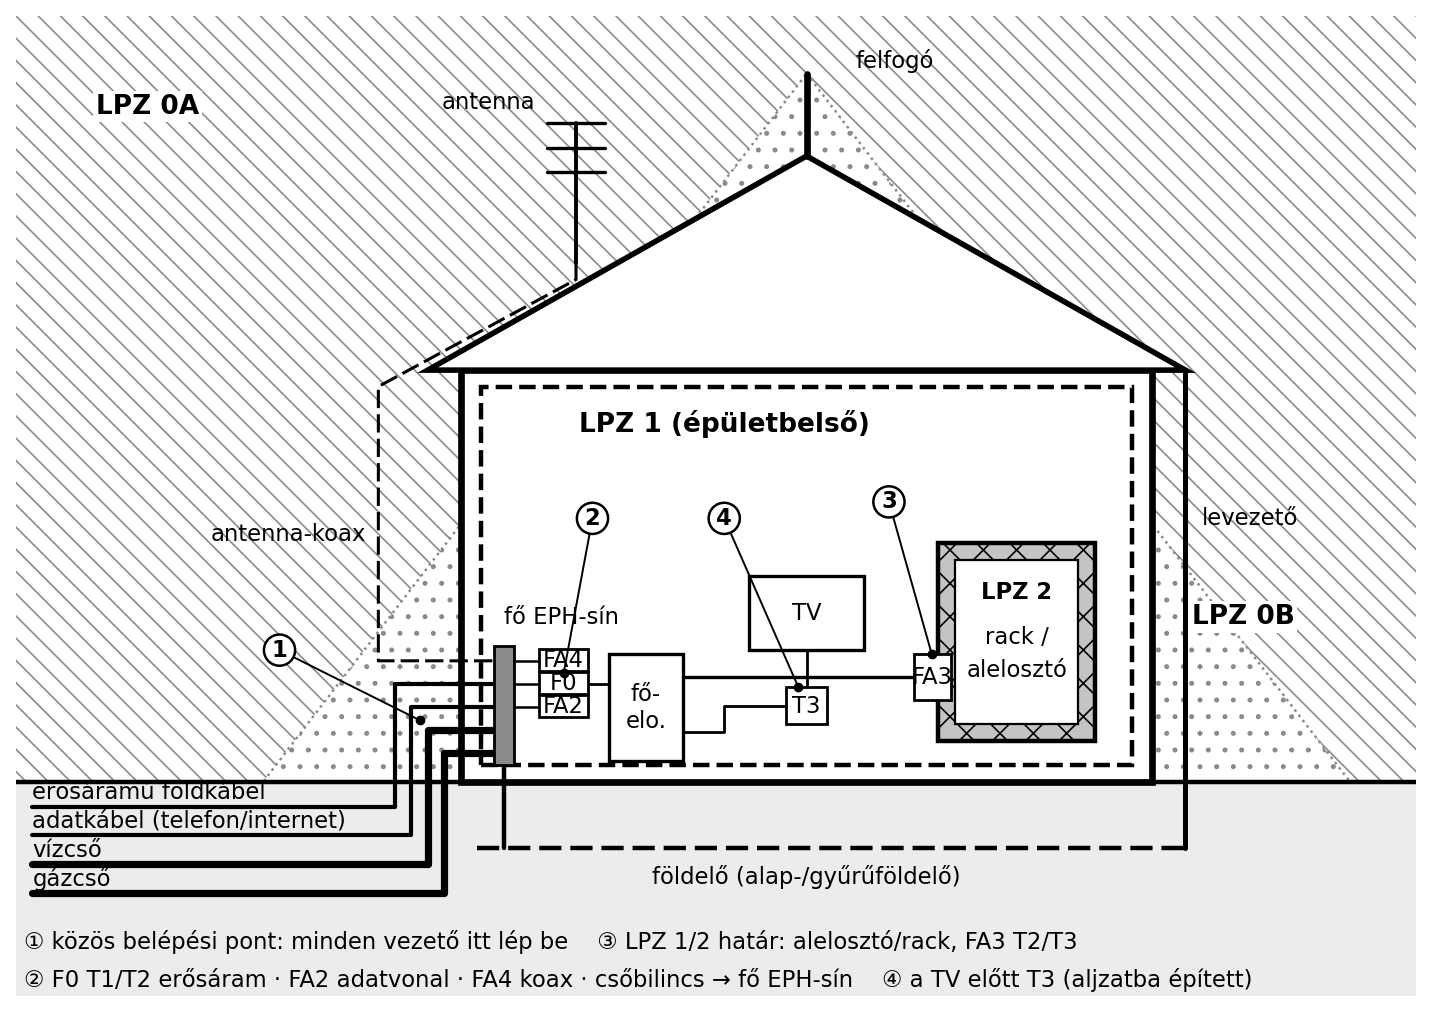 felfogó
antenna
LPZ 0A
LPZ 1 (épületbelső)
2
4
3
levezető
antenna-koax
LPZ 2
fő EPH-sín
TV
LPZ 0B
rack /
alelosztó
1
FA4
F0
FA2
fő-
elo.
FA3
T3
erősáramú földkábel
adatkábel (telefon/internet)
vízcső
gázcső
földelő (alap-/gyűrűföldelő)
① közös belépési pont: minden vezető itt lép be ③ LPZ 1/2 határ: alelosztó/rack, FA3 T2/T3
② F0 T1/T2 erősáram · FA2 adatvonal · FA4 koax · csőbilincs → fő EPH-sín ④ a TV előtt T3 (aljzatba épített)